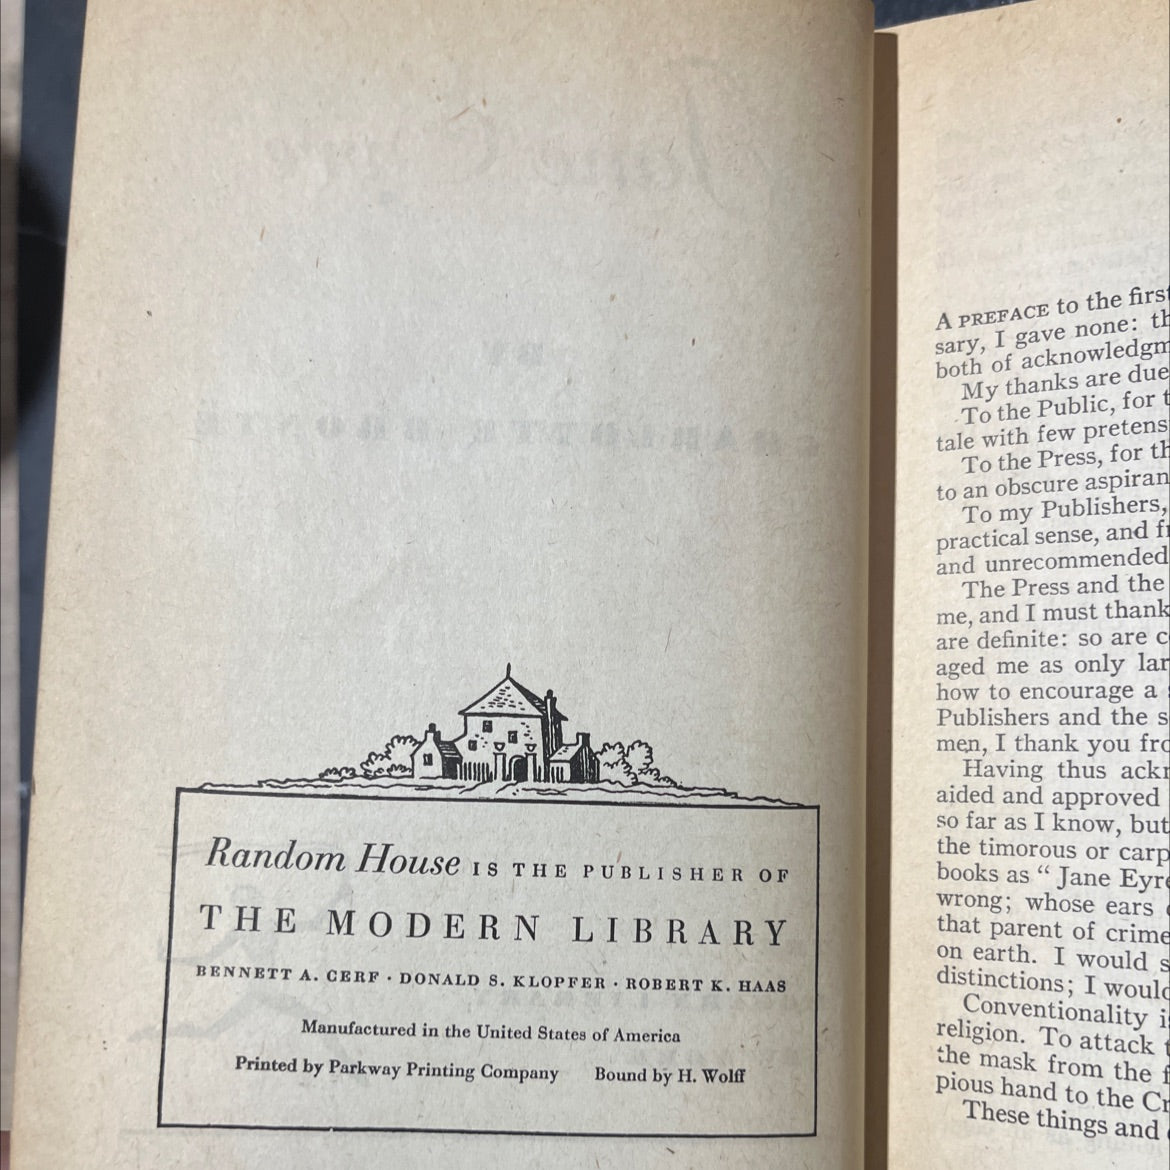 Random House IS THE PUBLISHER OF
THE MODERN LIBRARY
BENNETT A. CERF · DONALD S. KLOPFER · ROBERT K. HAAS
Manufactured in the United States of America
Printed by Parkway Printing Company Bound by H. Wolff
A PREFACE to the first
sary, I gave none: th
both of acknowledgm
My thanks are due
To the Public, for t
tale with few pretens
To the Press, for th
to an obscure aspiran
To my Publishers,
practical sense, and fr
and unrecommended
The Press and the
me, and I must thank
are definite: so are c
aged me as only lar
how to encourage a
Publishers and the s
men, I thank you fro
Having thus ackn
aided and approved
so far as I know, but
the timorous or carp
books as “ Jane Eyre
wrong; whose ears
that parent of crime
on earth. I would s
distinctions; I would
Conventionality is
religion. To attack t
the mask from the f
pious hand to the Cr
These things and